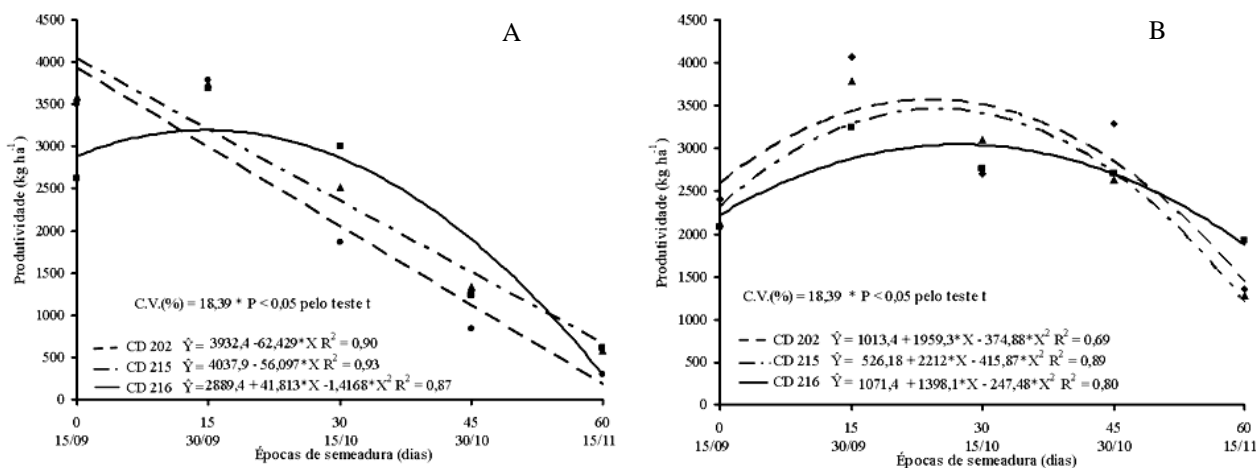 A
4500
4000
3500
3000
2500
2000
1500
1000
500
0
Produtividade (kg ha⁻¹)
C.V.(%) = 18,39 * P < 0,05 pelo teste t
CD 202 Ŷ= 3932,4 -62,429*X R² = 0,90
CD 215 Ŷ= 4037,9 -56,097*X R² = 0,93
CD 216 Ŷ=2889,4 + 41,813*X -1,4168*X² R² = 0,87
0 15 30 45 60
15/09 30/09 15/10 30/10 15/11
Épocas de semeadura (dias)
B
4500
4000
3500
3000
2500
2000
1500
1000
500
0
Produtividade (kg ha⁻¹)
C.V.(%) = 18,39 * P < 0,05 pelo teste t
CD 202 Ŷ= 1013,4 + 1959,3*X - 374,88*X² R² = 0,69
CD 215 Ŷ= 526,18 + 2212*X - 415,87*X² R² = 0,89
CD 216 Ŷ= 1071,4 + 1398,1*X - 247,48*X² R² = 0,80
0 15 30 45 60
15/09 30/09 15/10 30/10 15/11
Épocas de semeadura (dias)